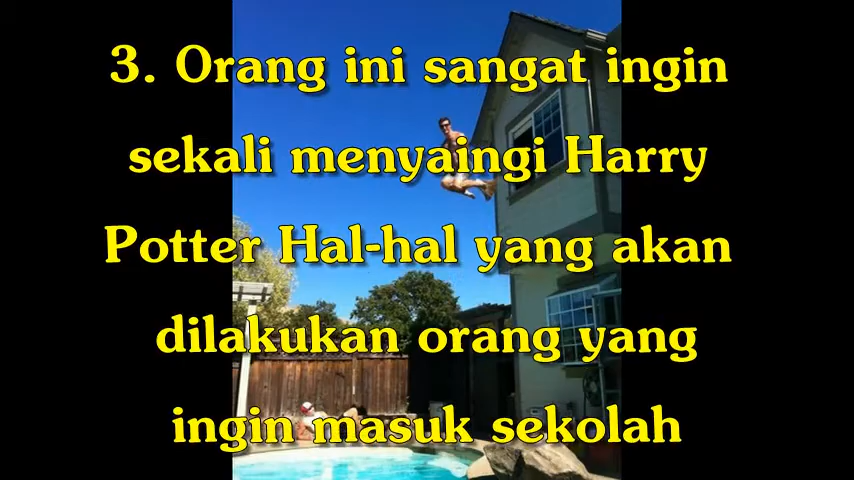 3. Orang ini sangat ingin
sekali menyaingi Harry
Potter Hal-hal yang akan
dilakukan orang yang
ingin masuk sekolah